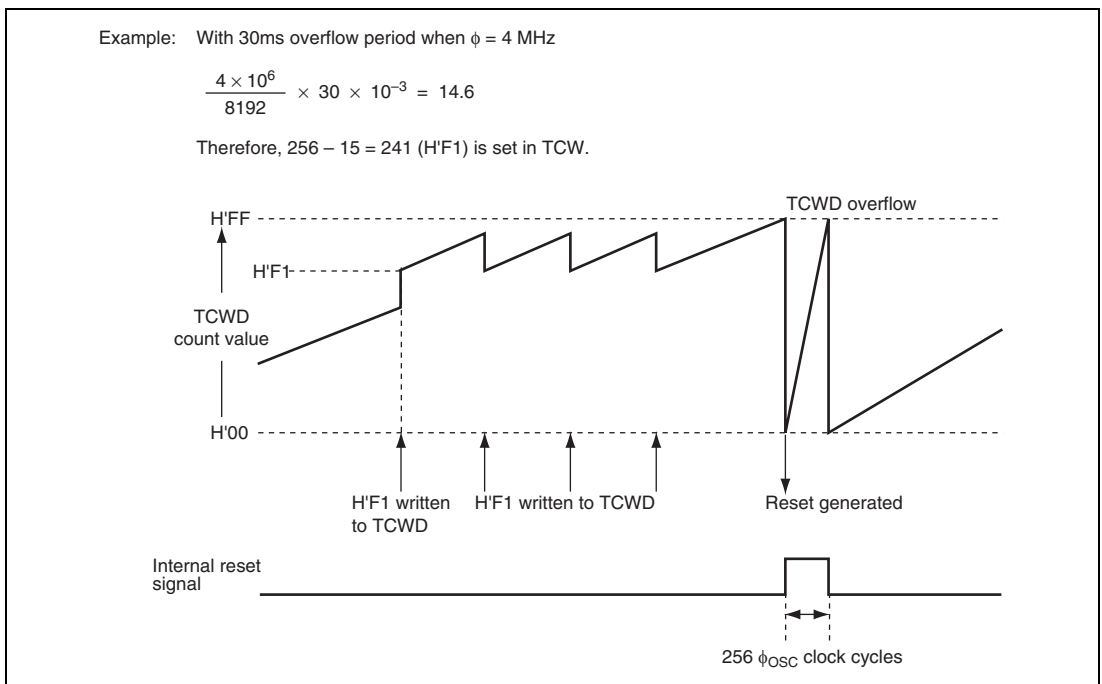 Example: With 30ms overflow period when ϕ = 4 MHz
4 × 10⁶
8192
× 30 × 10⁻³ = 14.6
Therefore, 256 – 15 = 241 (H'F1) is set in TCW.
TCWD overflow
H'FF
H'F1
TCWD
count value
H'00
H'F1 written
to TCWD
H'F1 written to TCWD
Reset generated
Internal reset
signal
256 ϕOSC clock cycles